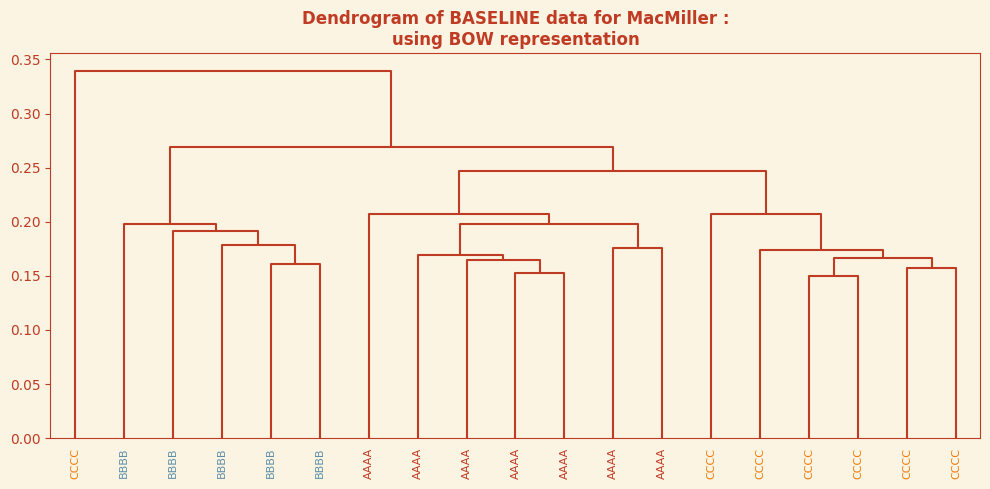 Dendrogram of BASELINE data for MacMiller :
using BOW representation
0.35
0.30
0.25
0.20
0.15
0.10
0.05
0.00
CCCC BBBB BBBB BBBB BBBB BBBB AAAA AAAA AAAA AAAA AAAA AAAA AAAA CCCC CCCC CCCC CCCC CCCC CCCC